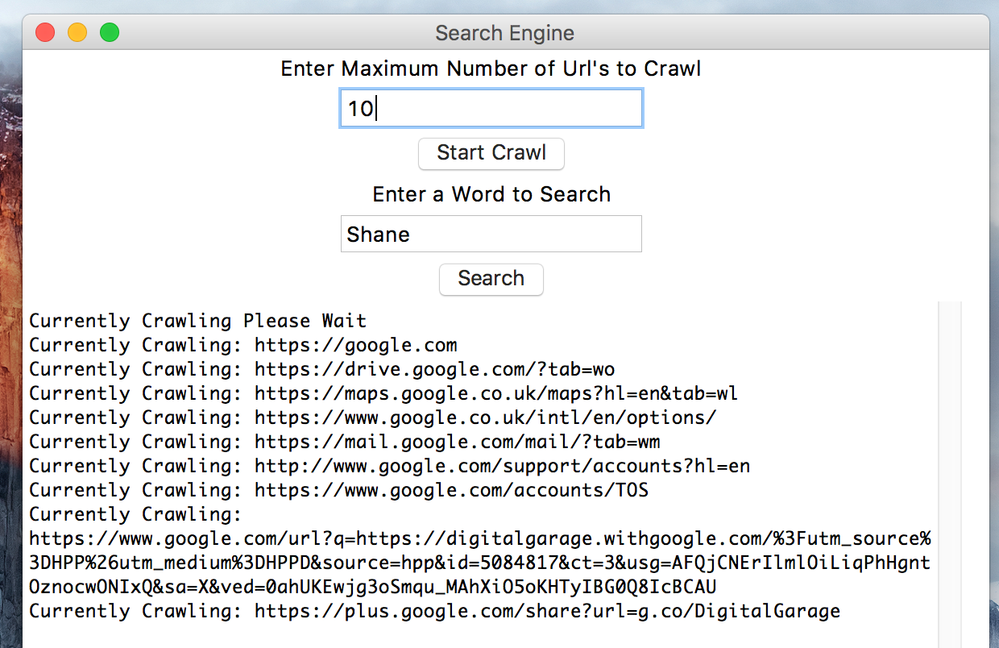 Search Engine
Enter Maximum Number of Url's to Crawl
10
Start Crawl
Enter a Word to Search
Shane
Search
Currently Crawling Please Wait
Currently Crawling: https://google.com
Currently Crawling: https://drive.google.com/?tab=wo
Currently Crawling: https://maps.google.co.uk/maps?hl=en&tab=wl
Currently Crawling: https://www.google.co.uk/intl/en/options/
Currently Crawling: https://mail.google.com/mail/?tab=wm
Currently Crawling: http://www.google.com/support/accounts?hl=en
Currently Crawling: https://www.google.com/accounts/TOS
Currently Crawling:
https://www.google.com/url?q=https://digitalgarage.withgoogle.com/%3Futm_source%
3DHPP%26utm_medium%3DHPPD&source=hpp&id=5084817&ct=3&usg=AFQjCNErIlmlOiLiqPhHgnt
OznocwONIxQ&sa=X&ved=0ahUKEwjg3oSmqu_MAhXiO5oKHTyIBG0Q8IcBCAU
Currently Crawling: https://plus.google.com/share?url=g.co/DigitalGarage